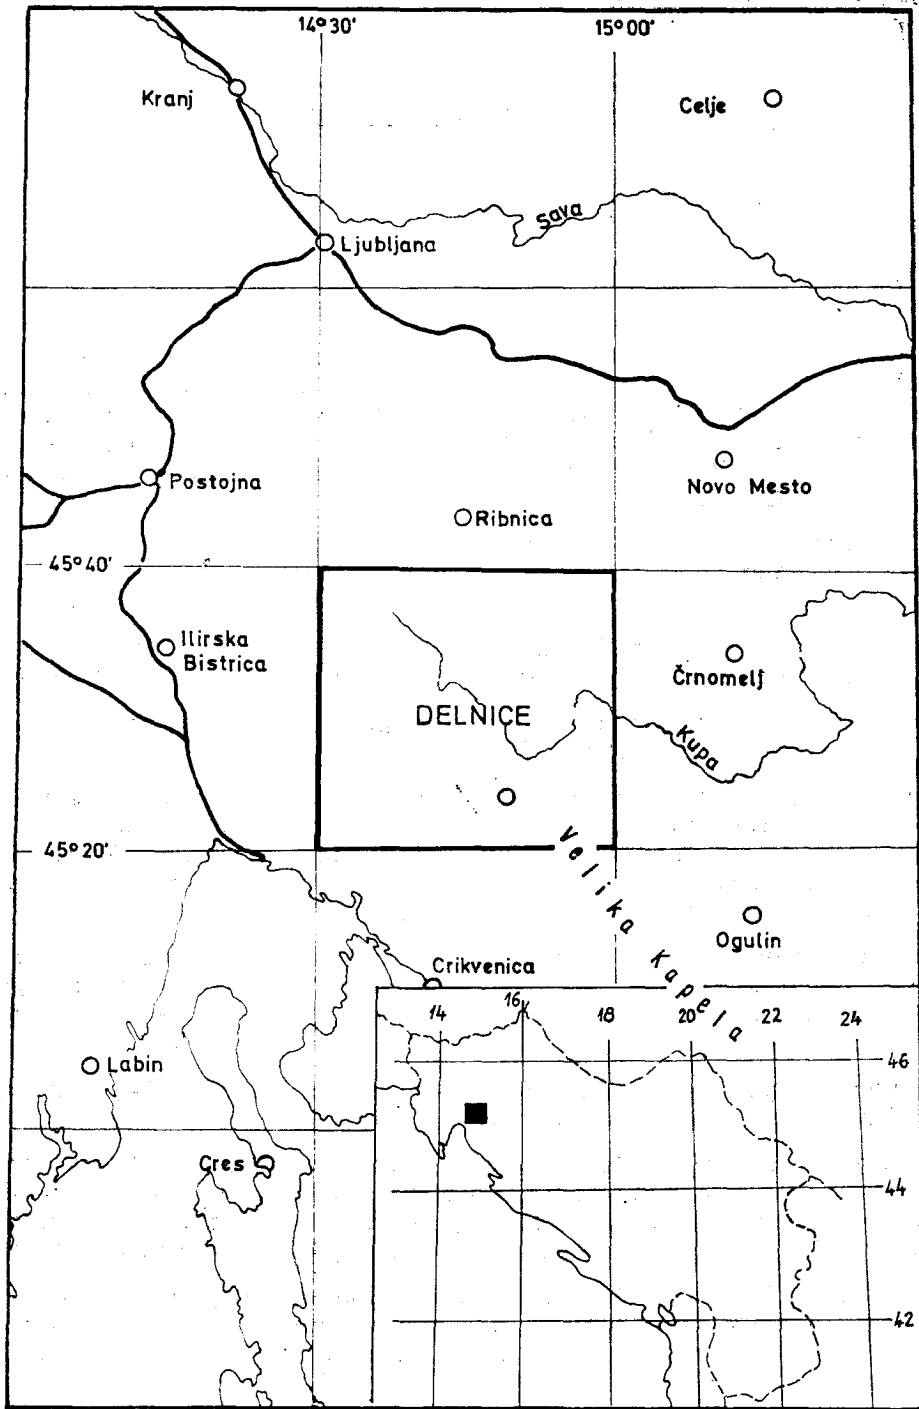 14°30'
15°00'
Kranj
Celje
Sava
Ljubljana
Postojna
Novo Mesto
Ribnica
45°40'
Ilirska
Bistrica
Črnomelj
DELNICE
Kupa
45°20'
Velika Kapela
Ogulin
Crikvenica
14
16
18
20
22
24
46
Labin
Cres
44
42